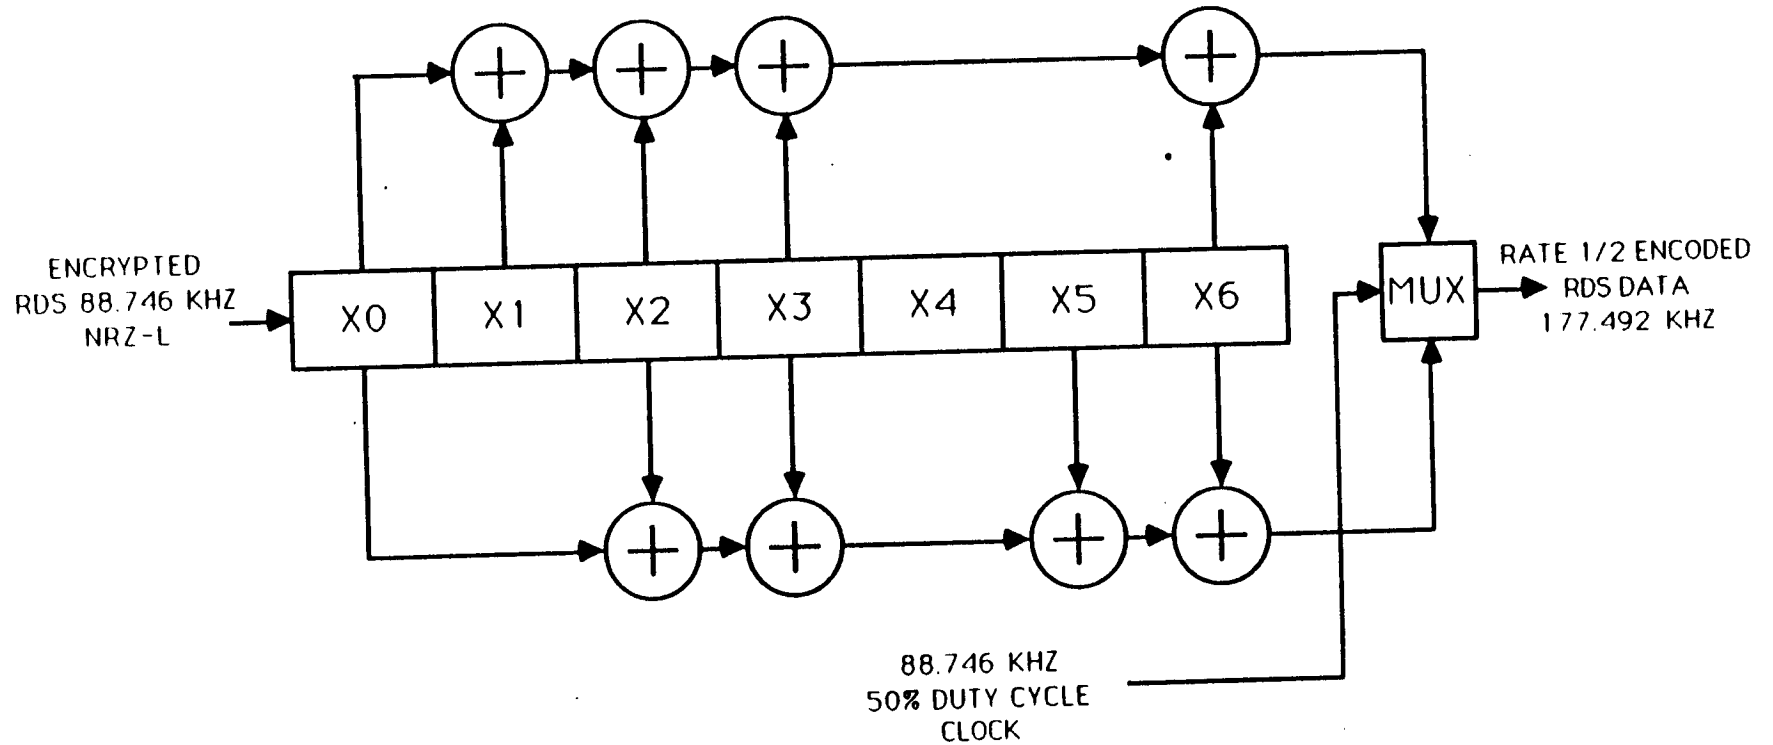 ENCRYPTED
RDS 88.746 KHZ
NRZ-L
X0
X1
X2
X3
X4
X5
X6
MUX
RATE 1/2 ENCODED
RDS DATA
177.492 KHZ
88.746 KHZ
50% DUTY CYCLE
CLOCK